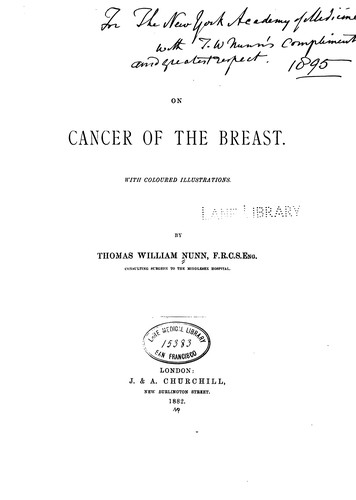 For The New York Academy of Medicine
with T. W Nunn's Compliments
and greatest respect. 1895
ON
CANCER OF THE BREAST.
WITH COLOURED ILLUSTRATIONS.
LANE LIBRARY
BY
THOMAS WILLIAM NUNN, F.R.C.S.ENG.
CONSULTING SURGEON TO THE MIDDLESEX HOSPITAL.
LANE MEDICAL LIBRARY
15383
SAN FRANCISCO
LONDON:
J. & A. CHURCHILL,
NEW BURLINGTON STREET.
1882.